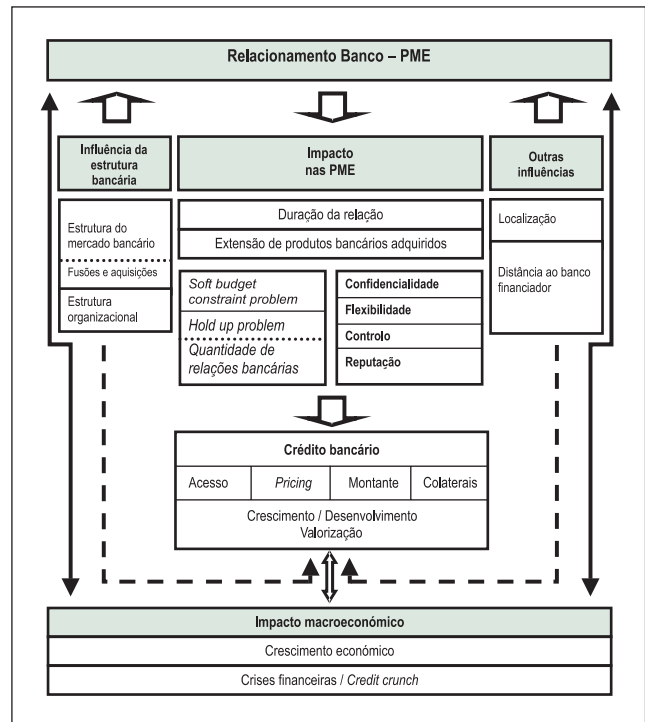 Relacionamento Banco – PME
Influência da
estrutura
bancária
Estrutura do
mercado bancário
Fusões e aquisições
Estrutura
organizacional
Impacto
nas PME
Duração da relação
Extensão de produtos bancários adquiridos
Soft budget
constraint problem
Hold up problem
Quantidade de
relações bancárias
Confidencialidade
Flexibilidade
Controlo
Reputação
Outras
influências
Localização
Distância ao banco
financiador
Crédito bancário
Acesso
Pricing
Montante
Colaterais
Crescimento / Desenvolvimento
Valorização
Impacto macroeconómico
Crescimento económico
Crises financeiras / Credit crunch